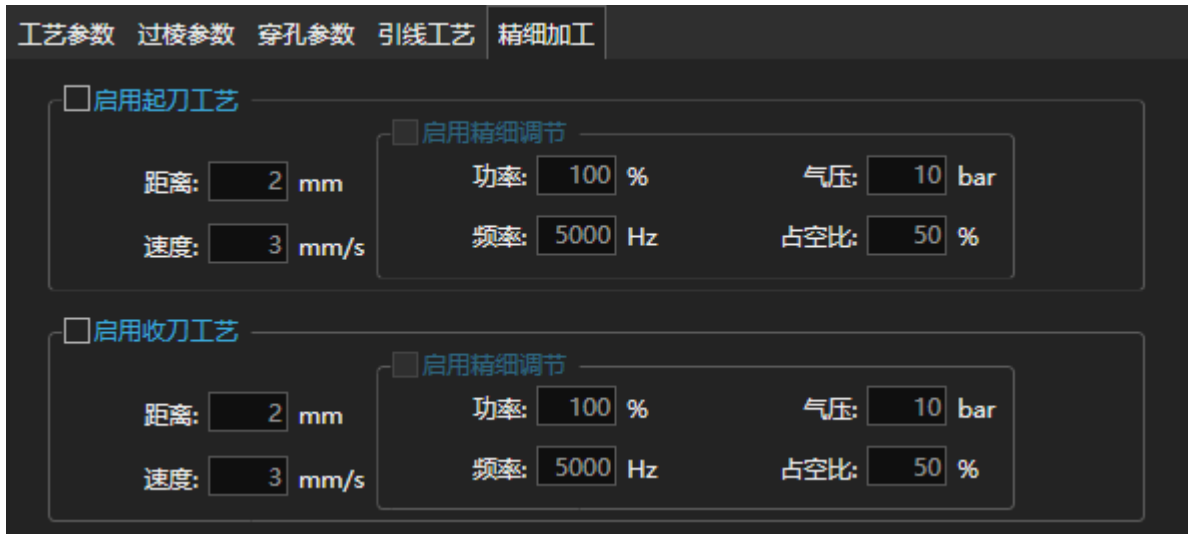 工艺参数 过棱参数 穿孔参数 引线工艺 精细加工
启用起刀工艺
启用精细调节
距离: 2 mm 功率: 100 % 气压: 10 bar
速度: 3 mm/s 频率: 5000 Hz 占空比: 50 %
启用收刀工艺
启用精细调节
距离: 2 mm 功率: 100 % 气压: 10 bar
速度: 3 mm/s 频率: 5000 Hz 占空比: 50 %